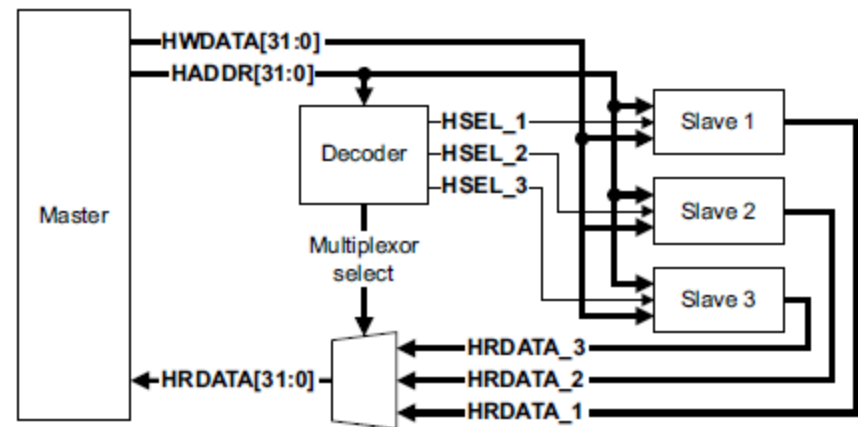 HWDATA[31:0]
HADDR[31:0]
HSEL_1
Slave 1
Decoder
HSEL_2
HSEL_3
Master
Slave 2
Multiplexor
select
Slave 3
HRDATA_3
HRDATA[31:0]
HRDATA_2
HRDATA_1